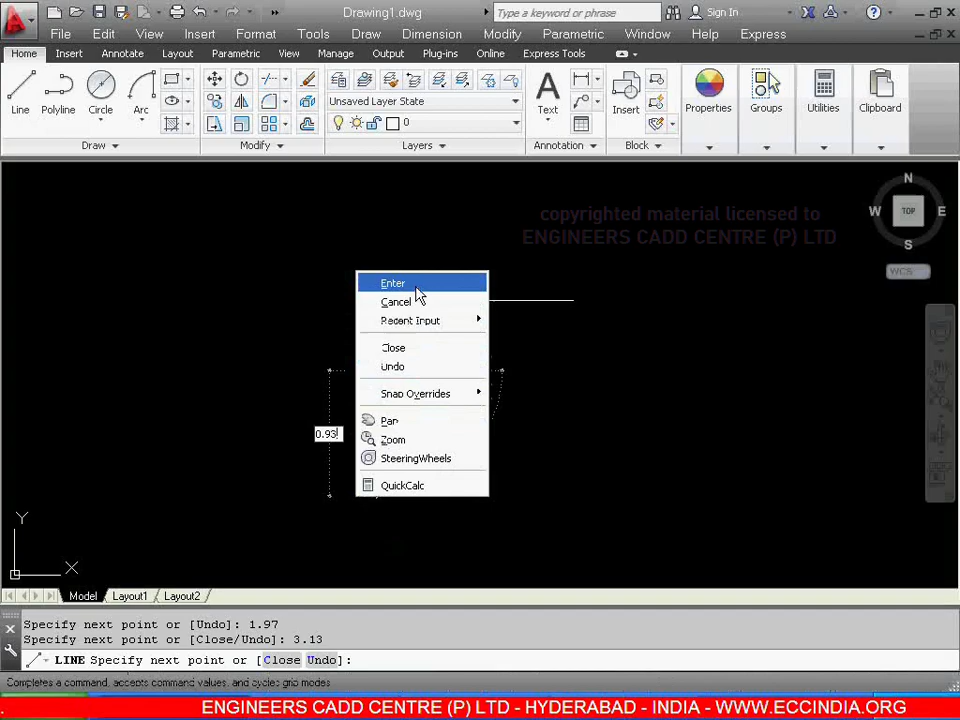 Drawing1.dwg
Type a keyword or phrase
Sign In
File Edit View Insert Format Tools Draw Dimension Modify Parametric Window Help Express
Home Insert Annotate Layout Parametric View Manage Output Plug-ins Online Express Tools
Line Polyline Circle Arc
Unsaved Layer State
0
Text
Insert
Properties
Groups
Utilities
Clipboard
Draw
Modify
Layers
Annotation
Block
copyrighted material licensed to
ENGINEERS CADD CENTRE (P) LTD
N
W TOP E
S
WCS
Enter
Cancel
Recent Input
Close
Undo
Snap Overrides
Pan
Zoom
SteeringWheels
QuickCalc
0.93
Y
X
Model Layout1 Layout2
Specify next point or [Undo]: 1.97
Specify next point or [Close/Undo]: 3.13
LINE Specify next point or [Close Undo]:
Completes a command, accepts command values, and cycles grip modes
ENGINEERS CADD CENTRE (P) LTD - HYDERABAD - INDIA - WWW.ECCINDIA.ORG